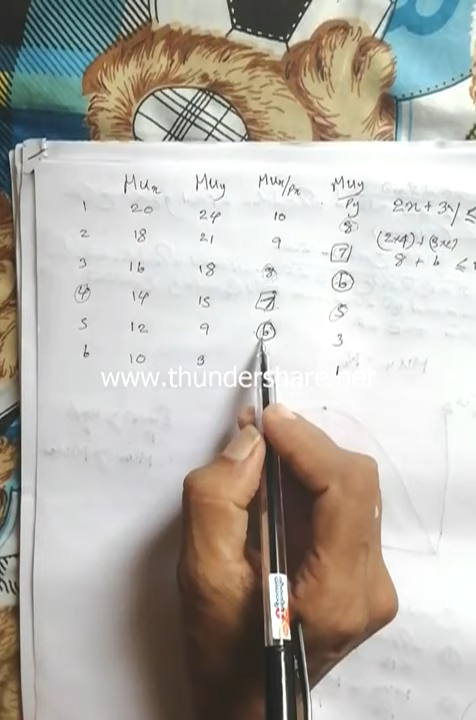 Mux Muy Mux/Px Muy/Py
1 20 24 10 8 2x + 3y ≤
2 18 21 9 7 (2×4) + (3×2)
3 16 18 8 6 8 + 6 ≤
4 14 15 7 5
5 12 9 6 3
6 10 3 1
www.thundershare.net